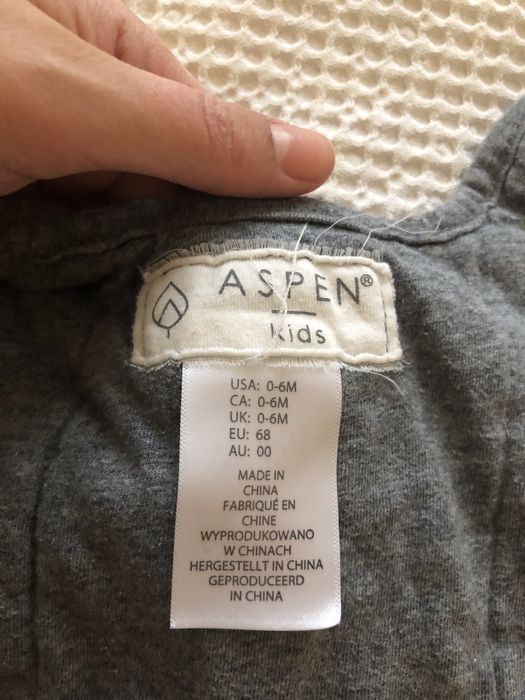 ASPEN®
kids
USA: 0-6M
CA: 0-6M
UK: 0-6M
EU: 68
AU: 00
MADE IN
CHINA
FABRIQUÉ EN
CHINE
WYPRODUKOWANO
W CHINACH
HERGESTELLT IN CHINA
GEPRODUCEERD
IN CHINA